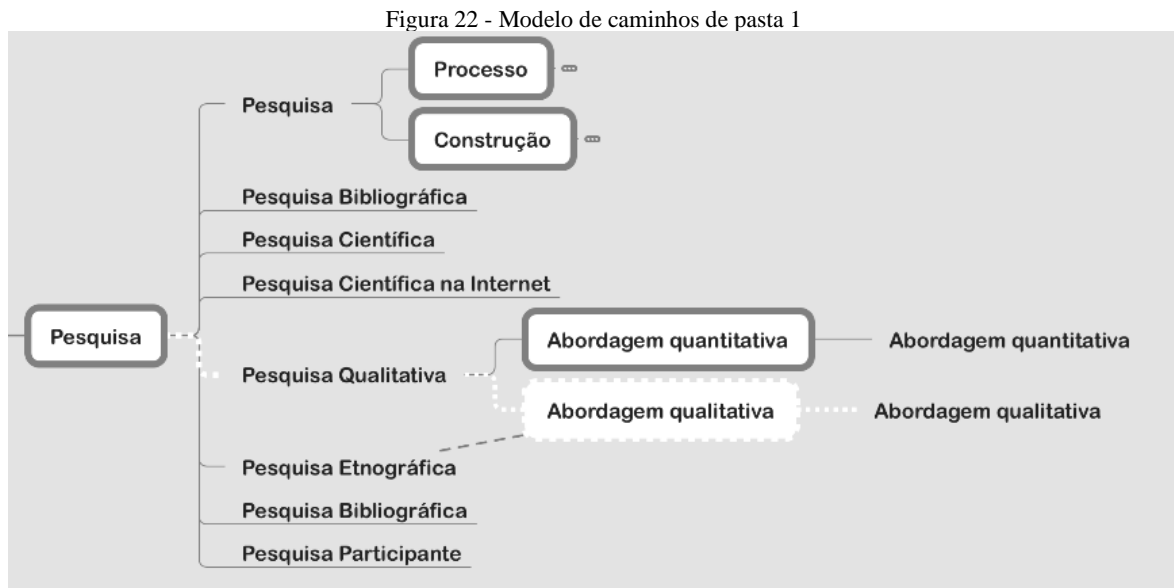 Figura 22 - Modelo de caminhos de pasta 1
Processo
Pesquisa
Construção
Pesquisa Bibliográfica
Pesquisa Científica
Pesquisa Científica na Internet
Pesquisa
Abordagem quantitativa
Abordagem quantitativa
Pesquisa Qualitativa
Abordagem qualitativa
Abordagem qualitativa
Pesquisa Etnográfica
Pesquisa Bibliográfica
Pesquisa Participante